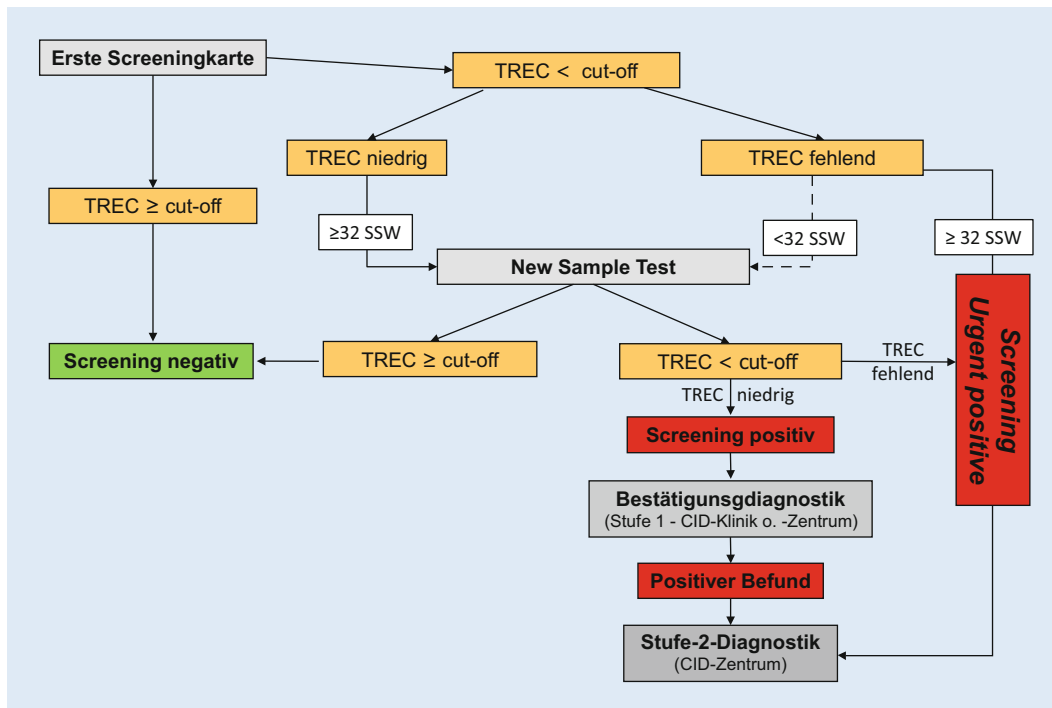 Erste Screeningkarte
TREC < cut-off
TREC niedrig
TREC fehlend
TREC ≥ cut-off
≥32 SSW
<32 SSW
≥ 32 SSW
New Sample Test
Screening negativ
TREC ≥ cut-off
TREC < cut-off
TREC
fehlend
Screening
Urgent positive
TREC niedrig
Screening positiv
Bestätigunsgdiagnostik
(Stufe 1 - CID-Klinik o. -Zentrum)
Positiver Befund
Stufe-2-Diagnostik
(CID-Zentrum)